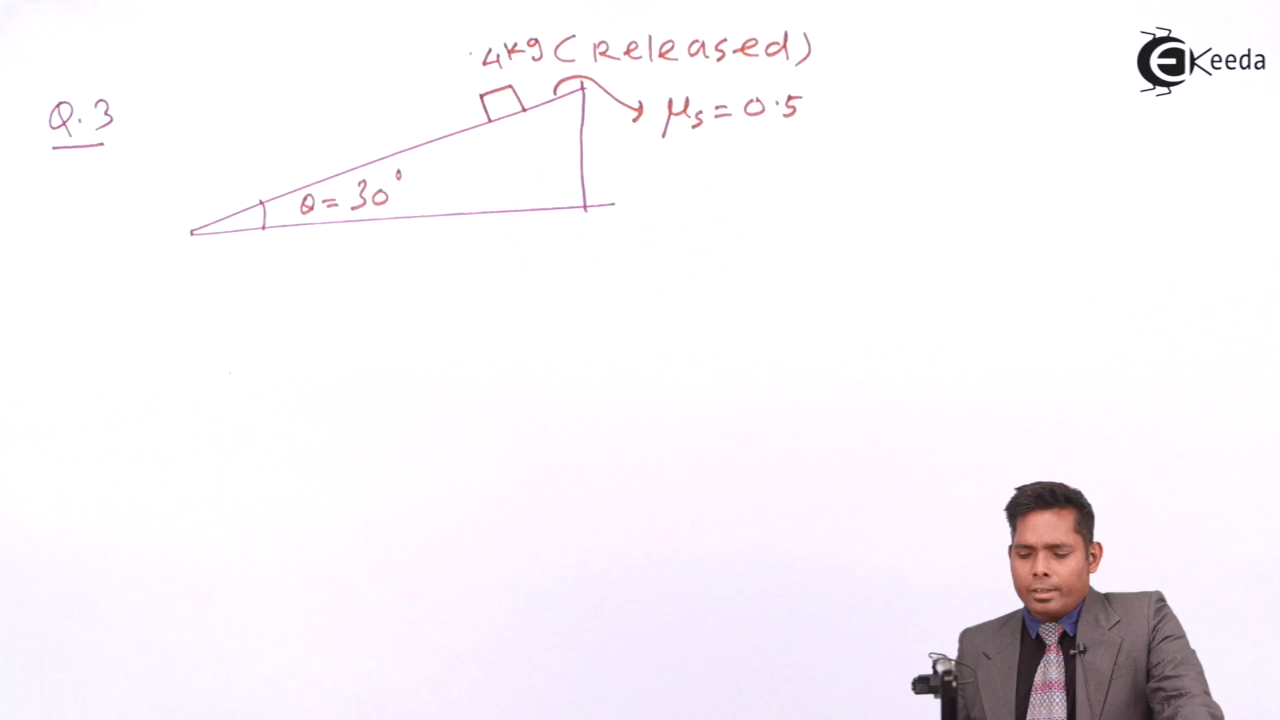 4kg (Released)
Q.3
μs = 0.5
θ = 30°
eKeeda